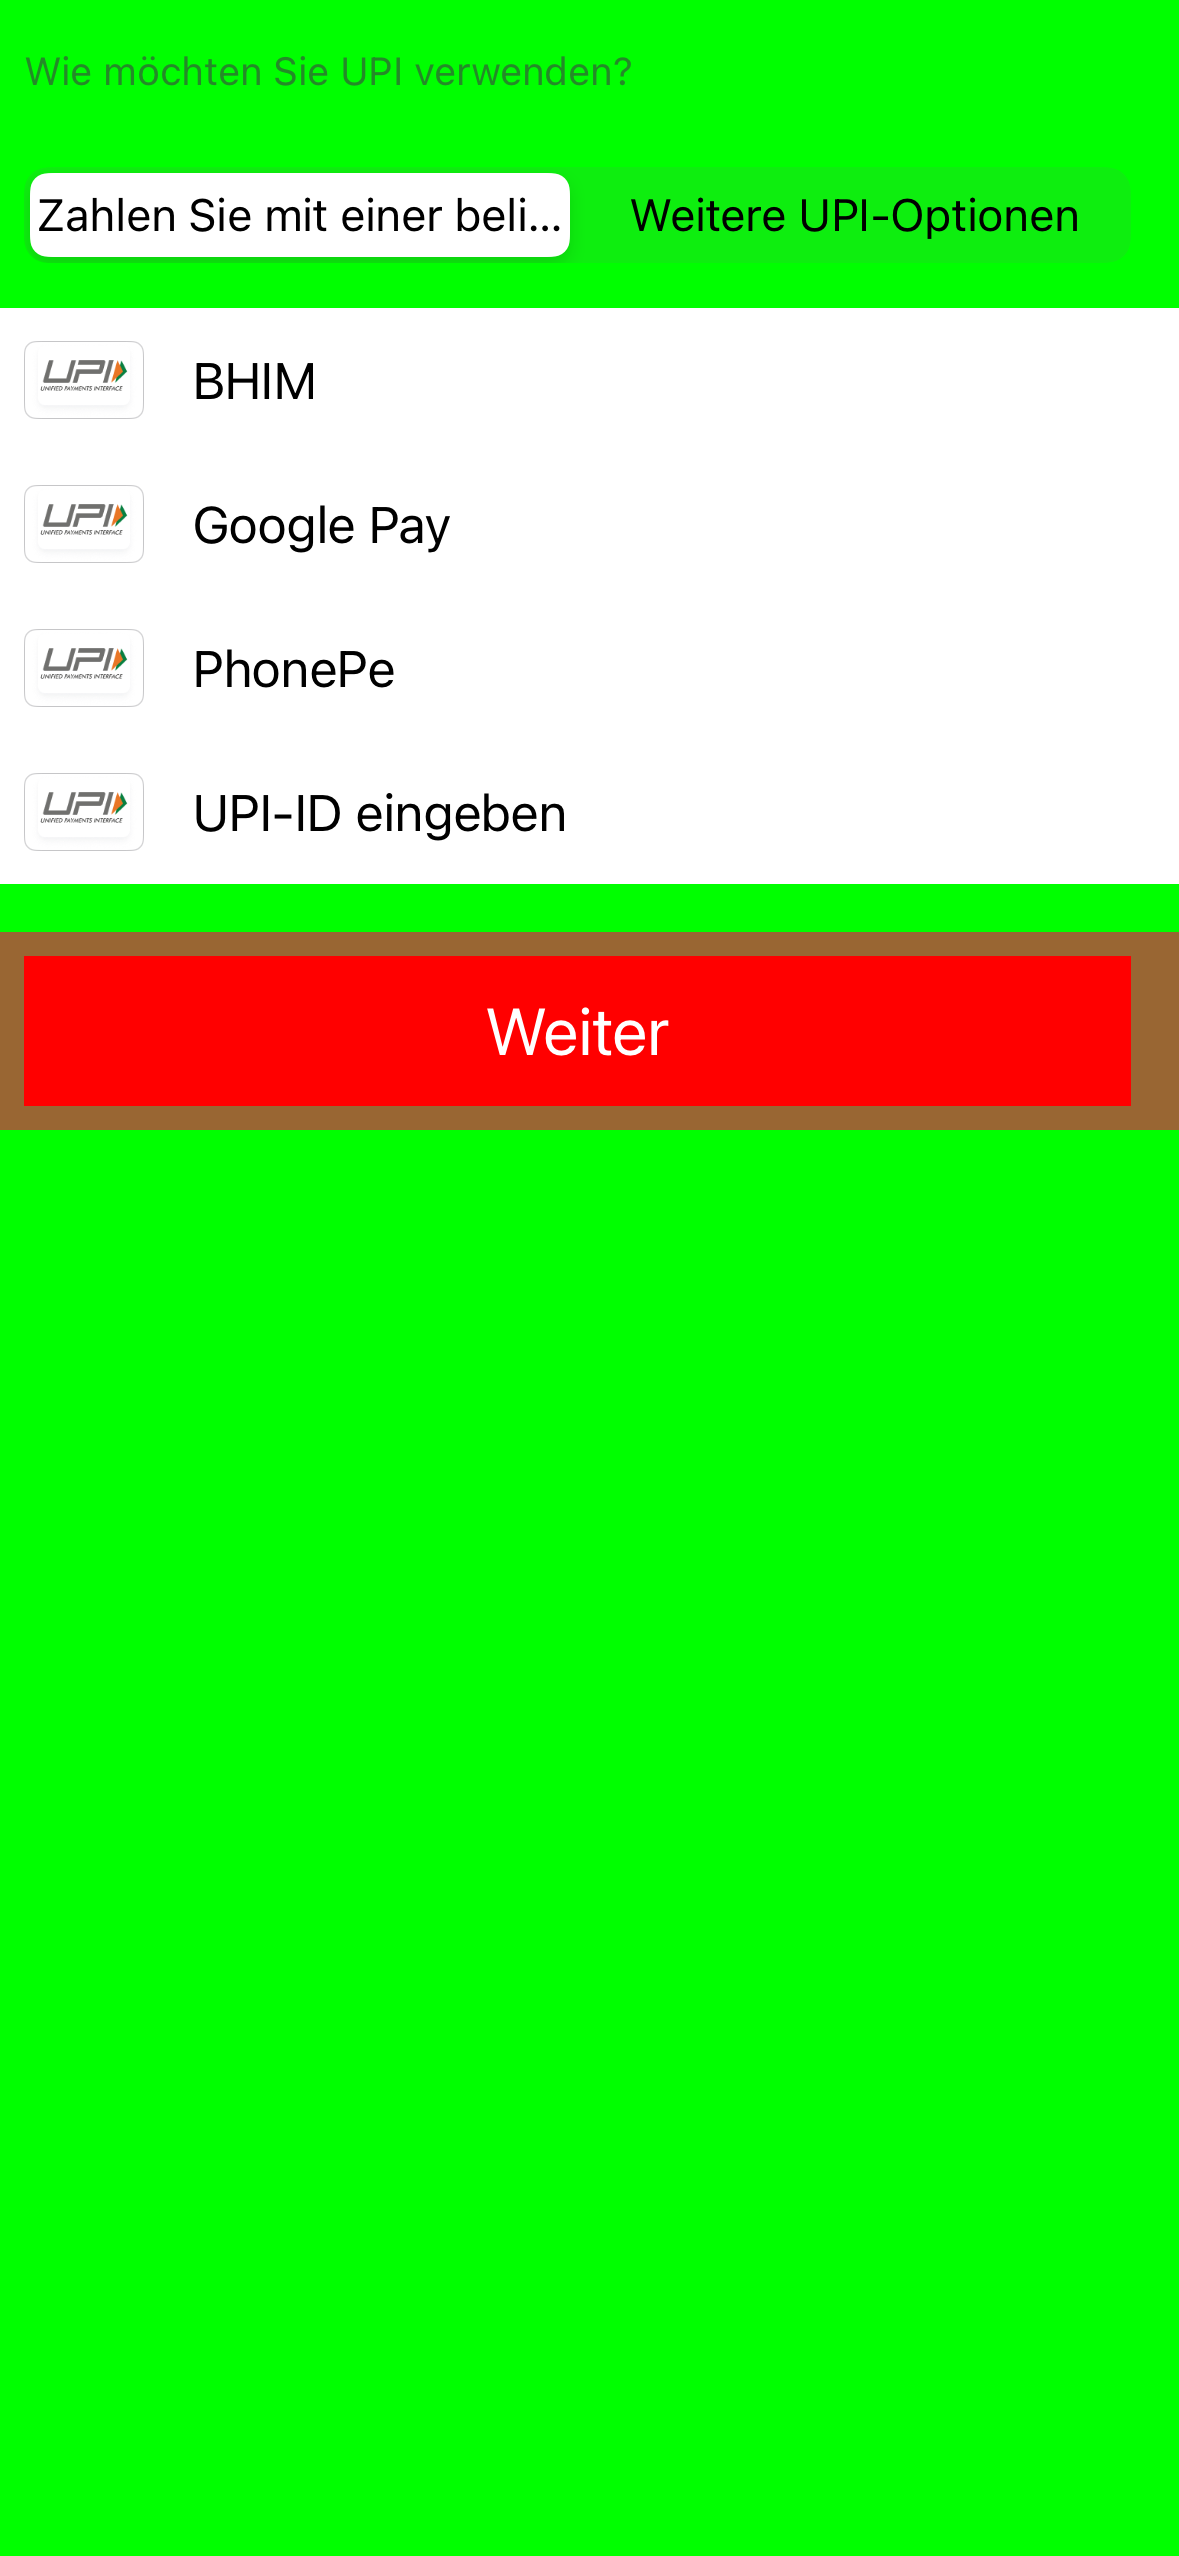 Wie möchten Sie UPI verwenden?
Zahlen Sie mit einer beli...
Weitere UPI-Optionen
UPI
UNIFIED PAYMENTS INTERFACE
BHIM
UPI
UNIFIED PAYMENTS INTERFACE
Google Pay
UPI
UNIFIED PAYMENTS INTERFACE
PhonePe
UPI
UNIFIED PAYMENTS INTERFACE
UPI-ID eingeben
Weiter